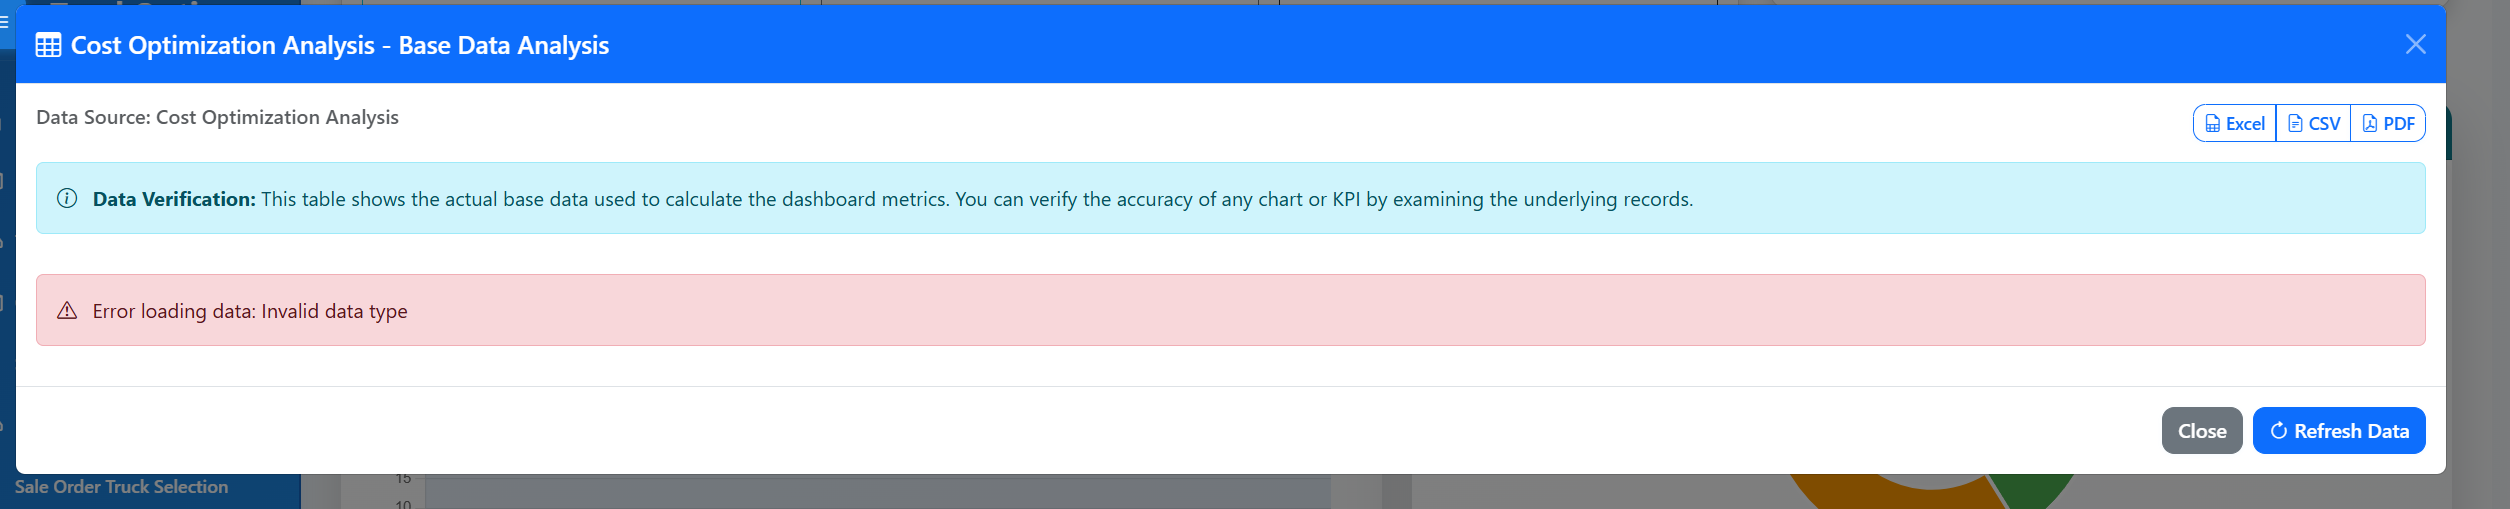 Cost Optimization Analysis - Base Data Analysis
Data Source: Cost Optimization Analysis
Excel CSV PDF
Data Verification: This table shows the actual base data used to calculate the dashboard metrics. You can verify the accuracy of any chart or KPI by examining the underlying records.
Error loading data: Invalid data type
Close Refresh Data
15
Sale Order Truck Selection
10